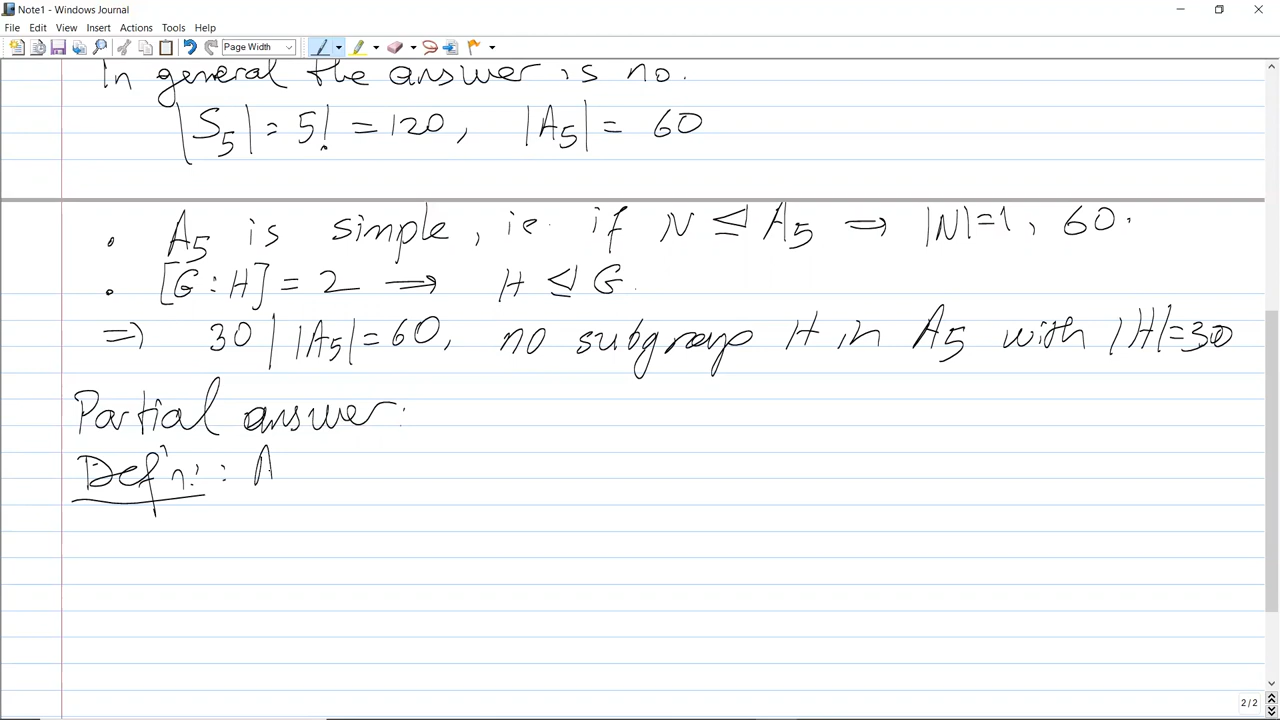 Note1 - Windows Journal
File Edit View Insert Actions Tools Help
Page Width
In general the answer is no.
|S₅| = 5! = 120, |A₅| = 60
. A₅ is simple, ie. if N ⊴ A₅ ⟹ |N|=1, 60.
. [G : H] = 2 ⟹ H ⊴ G.
⟹ 30 | |A₅| = 60, no subgroup H in A₅ with |H|=30
Partial answer:
Def'n: : A
2 / 2